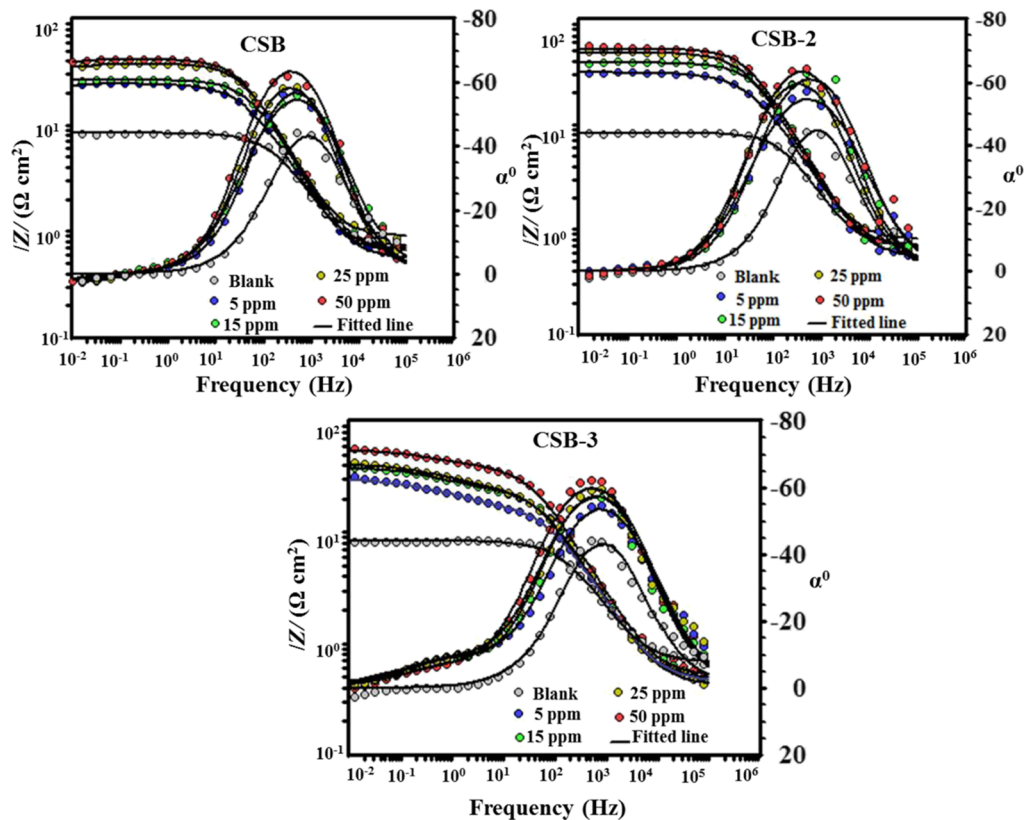 CSB
10² 10¹ 10⁰ 10⁻¹
/Z/ (Ω cm²)
-80 -60 -40 -20 0 20
α⁰
Blank 25 ppm
5 ppm 50 ppm
15 ppm Fitted line
10⁻² 10⁻¹ 10⁰ 10¹ 10² 10³ 10⁴ 10⁵ 10⁶
Frequency (Hz)
CSB-2
10² 10¹ 10⁰ 10⁻¹
/Z/ (Ω cm²)
-80 -60 -40 -20 0 20
α⁰
Blank 25 ppm
5 ppm 50 ppm
15 ppm Fitted line
10⁻² 10⁻¹ 10⁰ 10¹ 10² 10³ 10⁴ 10⁵ 10⁶
Frequency (Hz)
CSB-3
10² 10¹ 10⁰ 10⁻¹
/Z/ (Ω cm²)
-80 -60 -40 -20 0 20
α⁰
Blank 25 ppm
5 ppm 50 ppm
15 ppm Fitted line
10⁻² 10⁻¹ 10⁰ 10¹ 10² 10³ 10⁴ 10⁵ 10⁶
Frequency (Hz)